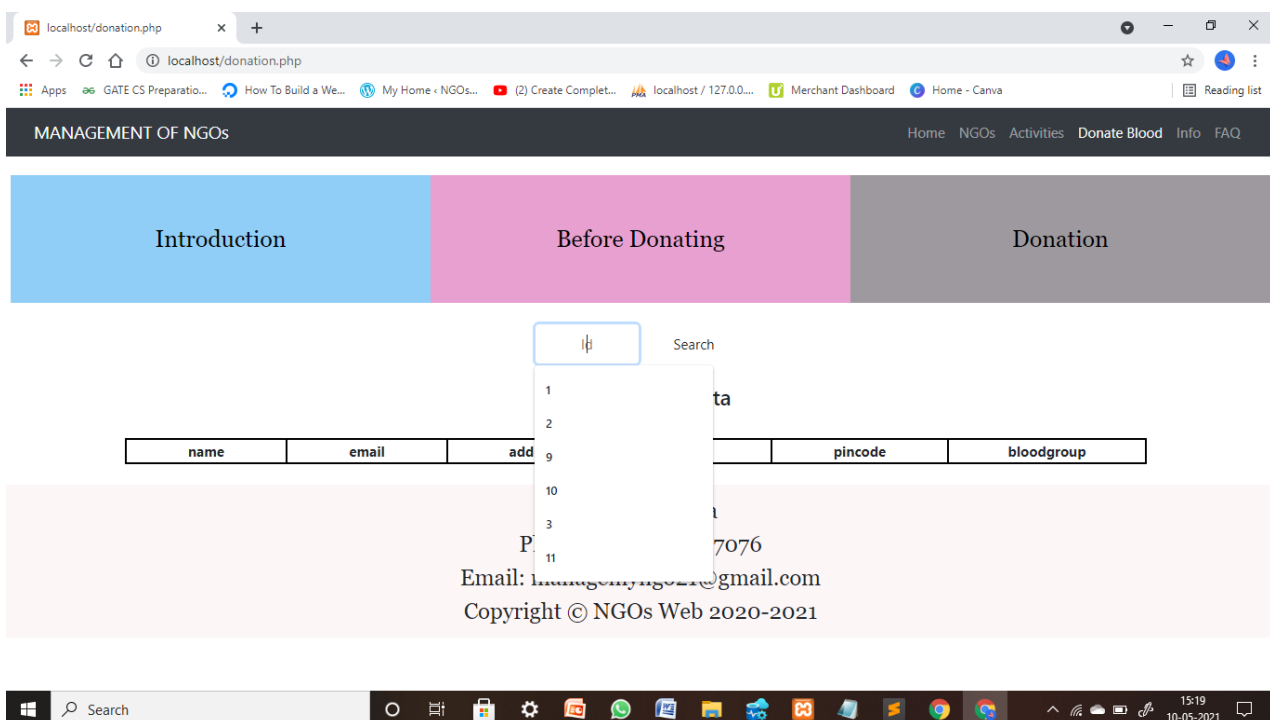 localhost/donation.php
localhost/donation.php
Apps GATE CS Preparatio... How To Build a We... My Home ‹ NGOs... (2) Create Complet... localhost / 127.0.0.... Merchant Dashboard Home - Canva Reading list
MANAGEMENT OF NGOs Home NGOs Activities Donate Blood Info FAQ
Introduction Before Donating Donation
Id Search
1
ta
2
name email add pincode bloodgroup
9
10
3
7076
11
Email: @gmail.com
Copyright © NGOs Web 2020-2021
Search 15:19
10-05-2021